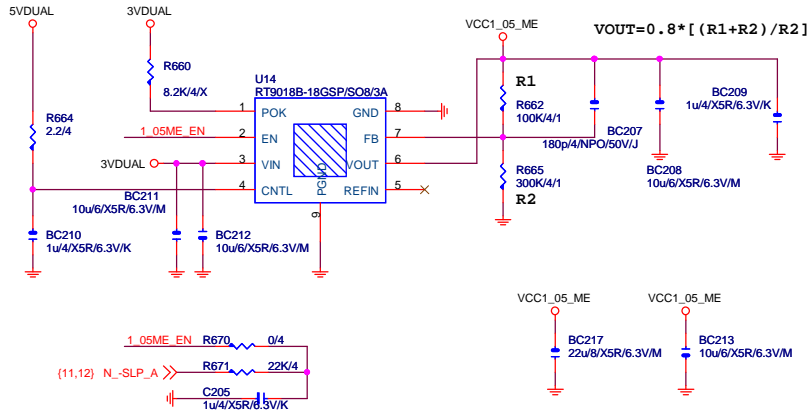 5VDUAL
3VDUAL
VCC1_05_ME
VOUT=0.8*[(R1+R2)/R2]
R660
8.2K/4/X
U14
RT9018B-18GSP/SO8/3A
R664
2.2/4
1 POK
GND 8
1_05ME_EN
2 EN
FB 7
3VDUAL
3 VIN
VOUT 6
4 CNTL
REFIN 5
PGND
9
R1
R662
100K/4/1
BC207
180p/4/NPO/50V/J
BC209
1u/4/X5R/6.3V/K
R665
300K/4/1
R2
BC208
10u/6/X5R/6.3V/M
BC211
10u/6/X5R/6.3V/M
BC210
1u/4/X5R/6.3V/K
BC212
10u/6/X5R/6.3V/M
1_05ME_EN
R670
0/4
{11,12} N_-SLP_A
R671
22K/4
C205
1u/4/X5R/6.3V/K
VCC1_05_ME
BC217
22u/8/X5R/6.3V/M
VCC1_05_ME
BC213
10u/6/X5R/6.3V/M